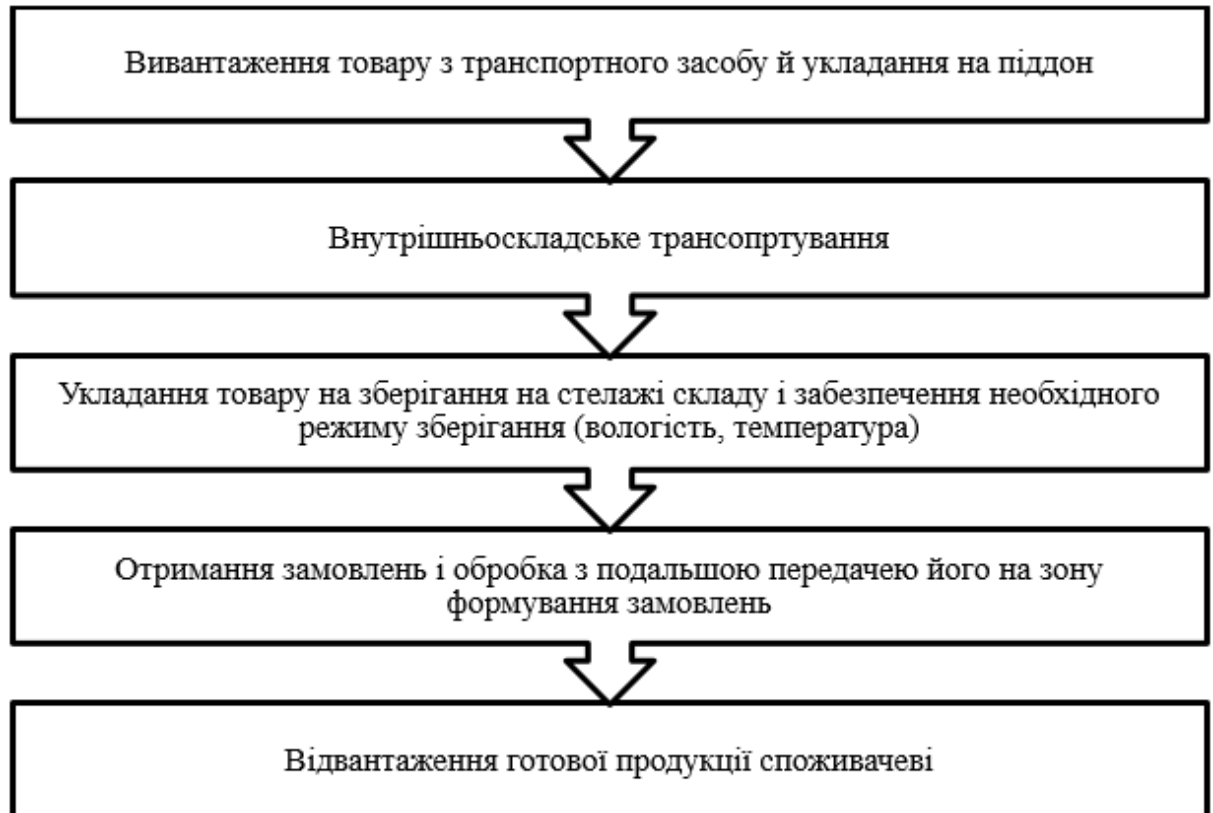 Вивантаження товару з транспортного засобу й укладання на піддон
Внутрішньоскладське трансопртування
Укладання товару на зберігання на стелажі складу і забезпечення необхідного
режиму зберігання (вологість, температура)
Отримання замовлень і обробка з подальшою передачею його на зону
формування замовлень
Відвантаження готової продукції споживачеві